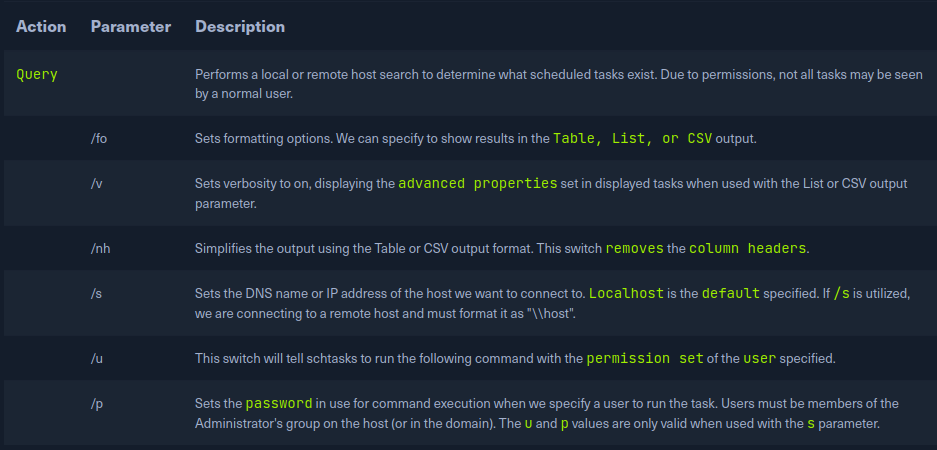 Action Parameter Description
Query Performs a local or remote host search to determine what scheduled tasks exist. Due to permissions, not all tasks may be seen
by a normal user.
/fo Sets formatting options. We can specify to show results in the Table, List, or CSV output.
/v Sets verbosity to on, displaying the advanced properties set in displayed tasks when used with the List or CSV output
parameter.
/nh Simplifies the output using the Table or CSV output format. This switch removes the column headers.
/s Sets the DNS name or IP address of the host we want to connect to. Localhost is the default specified. If /s is utilized,
we are connecting to a remote host and must format it as "\\host".
/u This switch will tell schtasks to run the following command with the permission set of the user specified.
/p Sets the password in use for command execution when we specify a user to run the task. Users must be members of the
Administrator's group on the host (or in the domain). The u and p values are only valid when used with the s parameter.